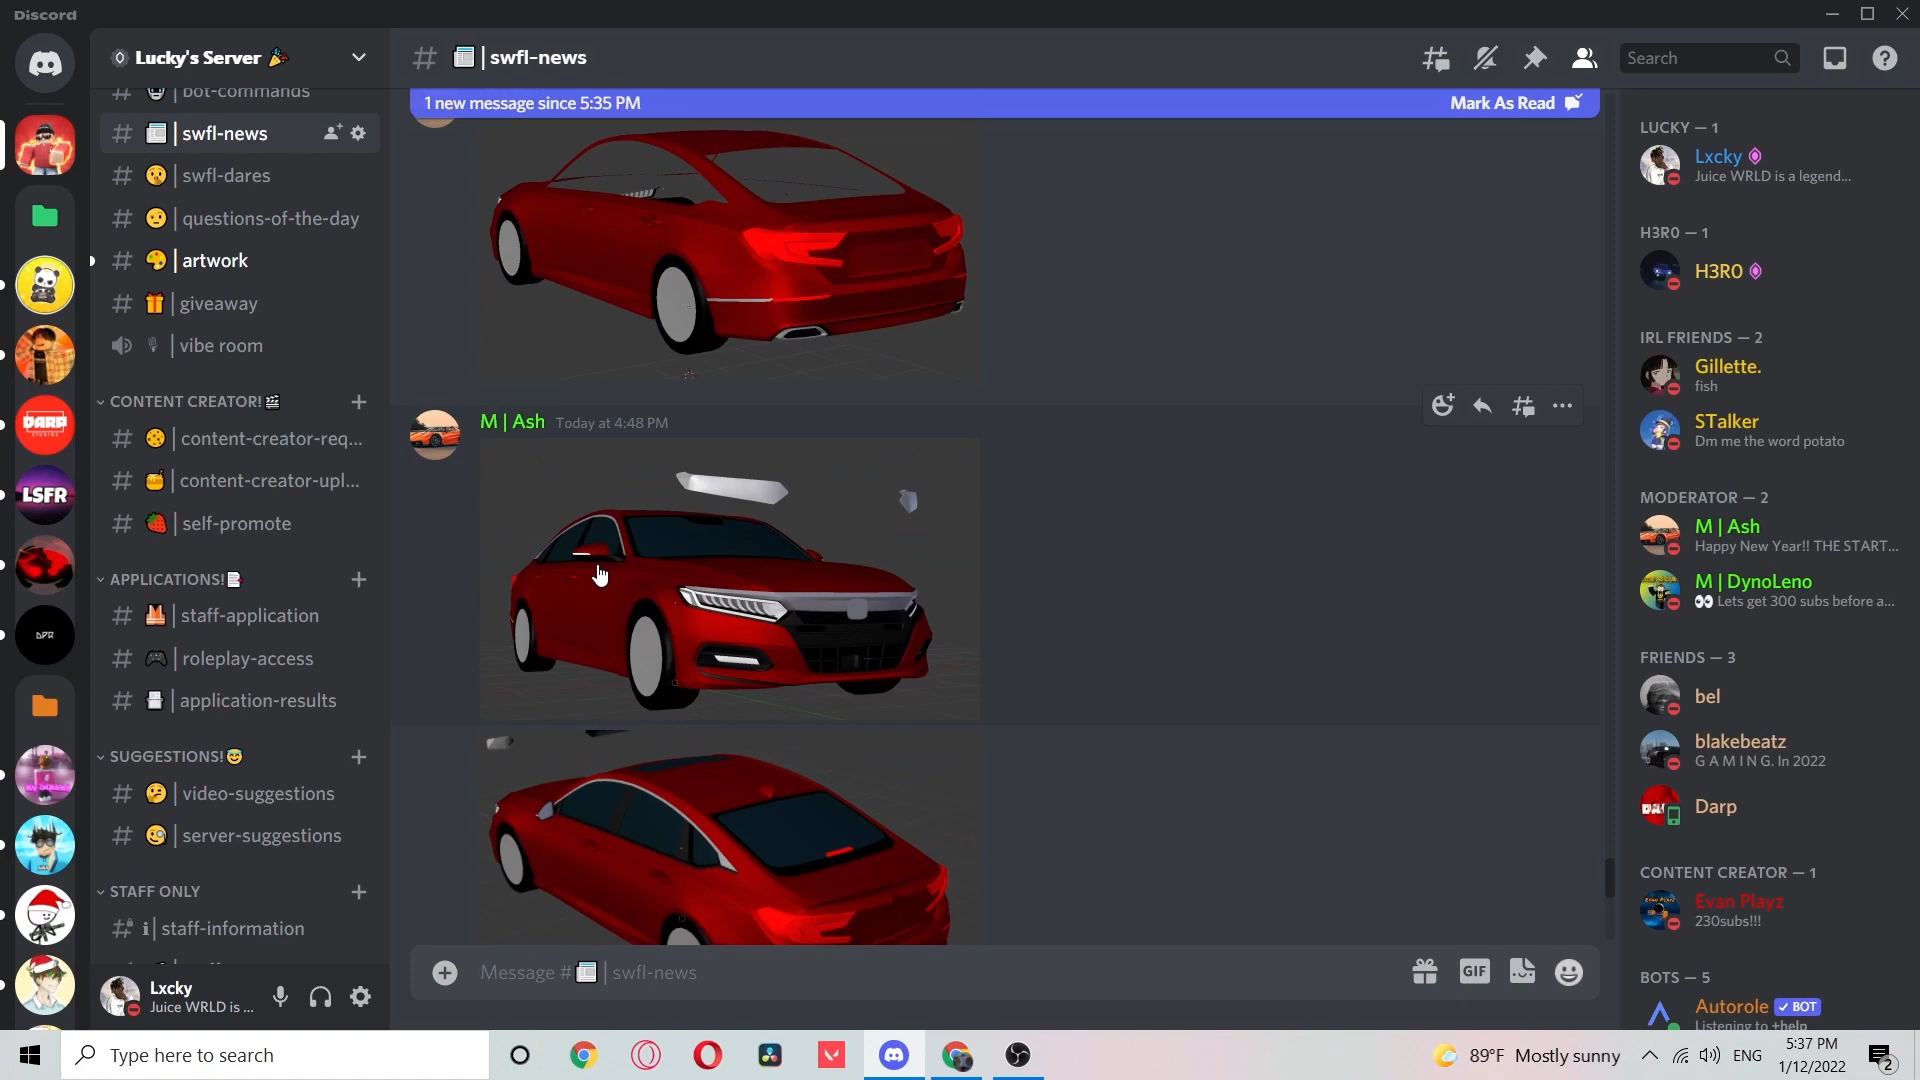 Discord
Lucky's Server
bot-commands
swfl-news
swfl-dares
questions-of-the-day
artwork
giveaway
vibe room
CONTENT CREATOR!
content-creator-req...
content-creator-upl...
self-promote
APPLICATIONS!
staff-application
roleplay-access
application-results
SUGGESTIONS!
video-suggestions
server-suggestions
STAFF ONLY
staff-information
DARP
LSFR
DPR
Lxcky
Juice WRLD is ...
swfl-news
Search
1 new message since 5:35 PM
Mark As Read
M | Ash Today at 4:48 PM
Message # | swfl-news
GIF
LUCKY — 1
Lxcky
Juice WRLD is a legend...
H3R0 — 1
H3R0
IRL FRIENDS — 2
Gillette.
fish
STalker
Dm me the word potato
MODERATOR — 2
M | Ash
Happy New Year!! THE START...
M | DynoLeno
Lets get 300 subs before a...
FRIENDS — 3
bel
blakebeatz
G A M I N G. In 2022
Darp
CONTENT CREATOR — 1
Evan Playz
230subs!!!
BOTS — 5
Autorole BOT
Listening to +help
Type here to search
89°F Mostly sunny
ENG
5:37 PM
1/12/2022
2